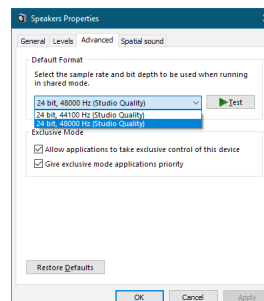 Speakers Properties
General Levels Advanced Spatial sound
Default Format
Select the sample rate and bit depth to be used when running
in shared mode.
24 bit, 48000 Hz (Studio Quality)
Test
24 bit, 44100 Hz (Studio Quality)
24 bit, 48000 Hz (Studio Quality)
Exclusive Mode
Allow applications to take exclusive control of this device
Give exclusive mode applications priority
Restore Defaults
OK Cancel Apply